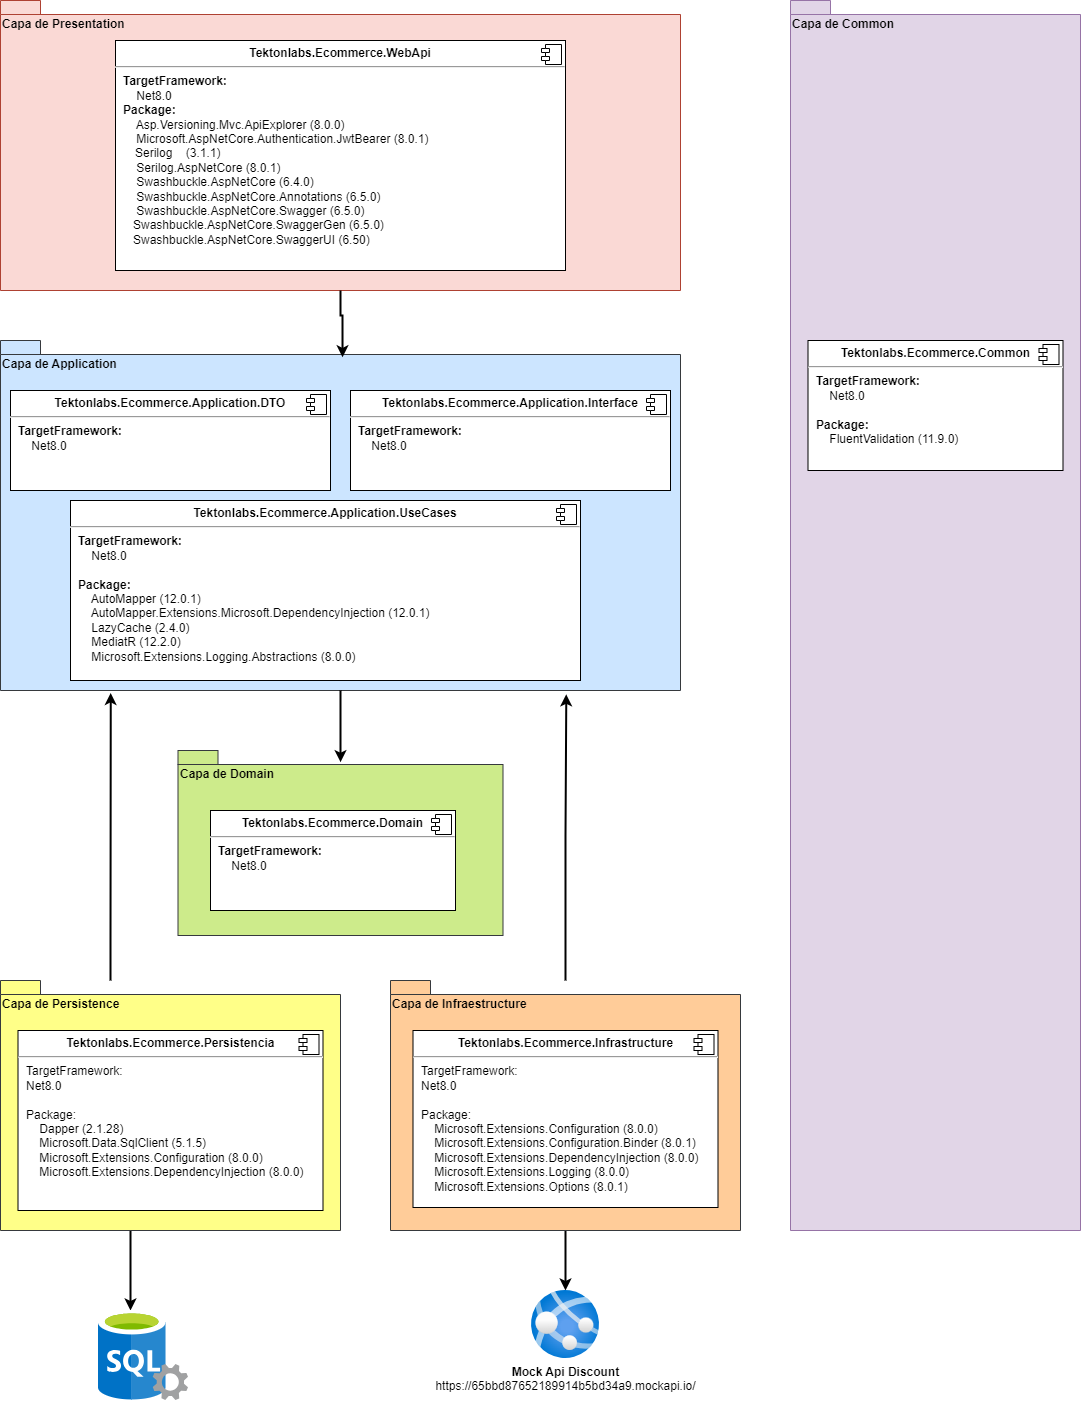 Capa de Presentation
Tektonlabs.Ecommerce.WebApi
TargetFramework:
Net8.0
Package:
Asp.Versioning.Mvc.ApiExplorer (8.0.0)
Microsoft.AspNetCore.Authentication.JwtBearer (8.0.1)
Serilog (3.1.1)
Serilog.AspNetCore (8.0.1)
Swashbuckle.AspNetCore (6.4.0)
Swashbuckle.AspNetCore.Annotations (6.5.0)
Swashbuckle.AspNetCore.Swagger (6.5.0)
Swashbuckle.AspNetCore.SwaggerGen (6.5.0)
Swashbuckle.AspNetCore.SwaggerUI (6.50)
Capa de Common
Tektonlabs.Ecommerce.Common
TargetFramework:
Net8.0
Package:
FluentValidation (11.9.0)
Capa de Application
Tektonlabs.Ecommerce.Application.DTO
TargetFramework:
Net8.0
Tektonlabs.Ecommerce.Application.Interface
TargetFramework:
Net8.0
Tektonlabs.Ecommerce.Application.UseCases
TargetFramework:
Net8.0
Package:
AutoMapper (12.0.1)
AutoMapper.Extensions.Microsoft.DependencyInjection (12.0.1)
LazyCache (2.4.0)
MediatR (12.2.0)
Microsoft.Extensions.Logging.Abstractions (8.0.0)
Capa de Domain
Tektonlabs.Ecommerce.Domain
TargetFramework:
Net8.0
Capa de Persistence
Tektonlabs.Ecommerce.Persistencia
TargetFramework:
Net8.0
Package:
Dapper (2.1.28)
Microsoft.Data.SqlClient (5.1.5)
Microsoft.Extensions.Configuration (8.0.0)
Microsoft.Extensions.DependencyInjection (8.0.0)
Capa de Infraestructure
Tektonlabs.Ecommerce.Infrastructure
TargetFramework:
Net8.0
Package:
Microsoft.Extensions.Configuration (8.0.0)
Microsoft.Extensions.Configuration.Binder (8.0.1)
Microsoft.Extensions.DependencyInjection (8.0.0)
Microsoft.Extensions.Logging (8.0.0)
Microsoft.Extensions.Options (8.0.1)
SQL
Mock Api Discount
https://65bbd87652189914b5bd34a9.mockapi.io/